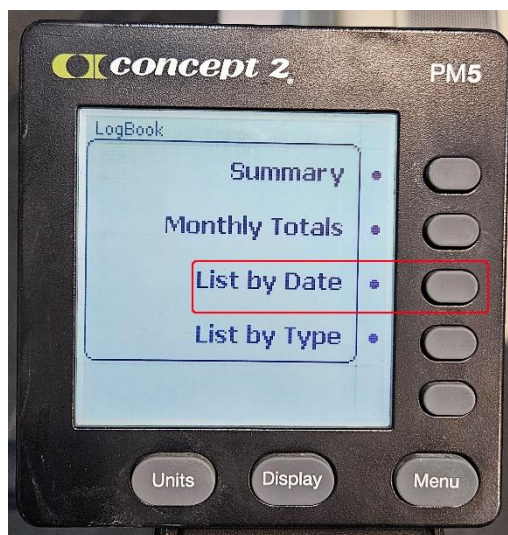 concept 2
PM5
LogBook
Summary
Monthly Totals
List by Date
List by Type
Units
Display
Menu